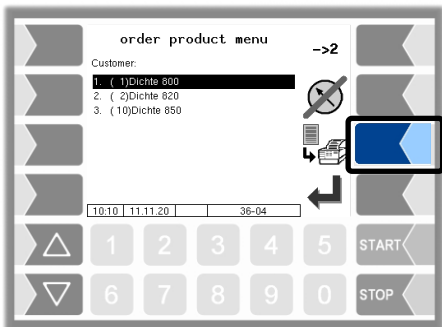 order product menu
->2
Customer:
1. ( 1)Dichte 800
2. ( 2)Dichte 820
3. ( 10)Dichte 850
10:10 11.11.20 36-04
1 2 3 4 5 START
6 7 8 9 0 STOP